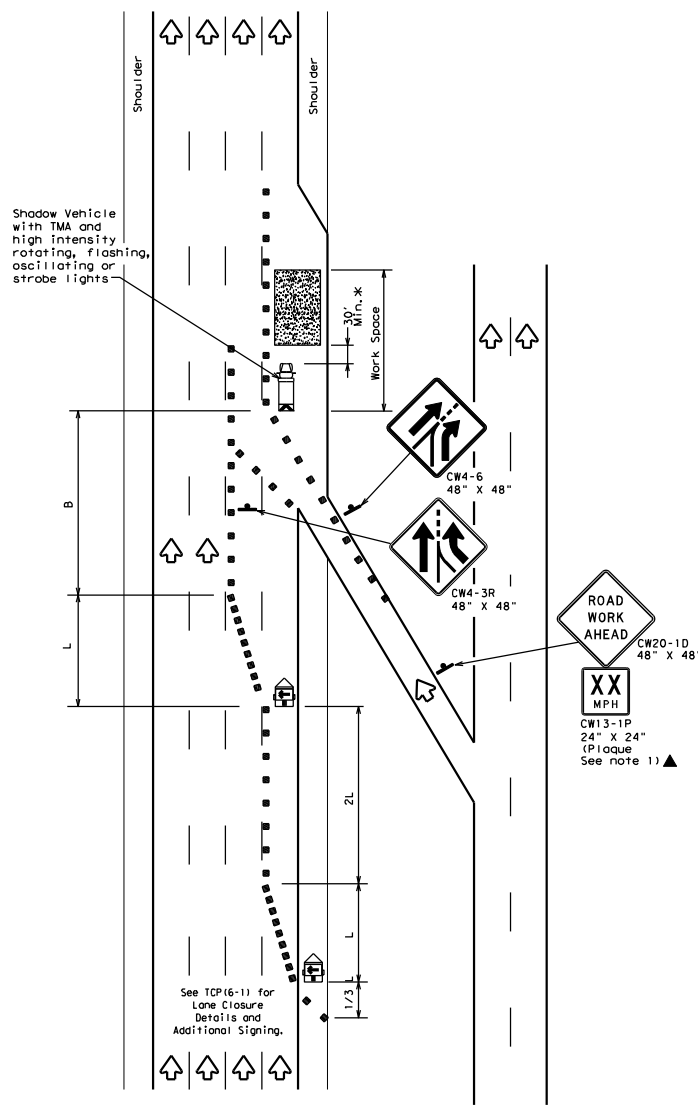 Shoulder
Shoulder
Shadow Vehicle
with TMA and
high intensity
rotating, flashing,
oscillating or
strobe lights
30'
Min.*
Work Space
B
L
CW4-6
48" X 48"
CW4-3R
48" X 48"
ROAD
WORK
AHEAD
CW20-1D
48" X 48"
XX
MPH
CW13-1P
24" X 24"
(Plaque
See note 1) ▲
2L
L
1/3 L
See TCP(6-1) for
Lane Closure
Details and
Additional Signing.